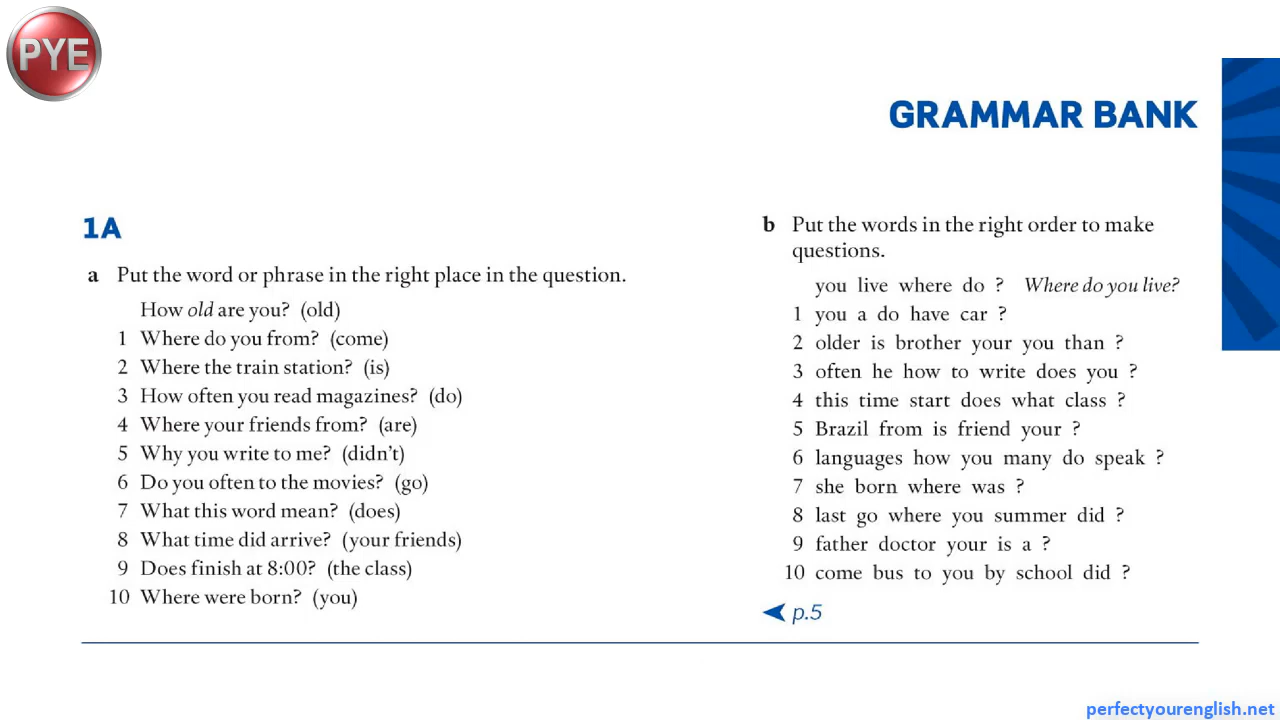 PYE
GRAMMAR BANK
1A
a Put the word or phrase in the right place in the question.
How old are you? (old)
1 Where do you from? (come)
2 Where the train station? (is)
3 How often you read magazines? (do)
4 Where your friends from? (are)
5 Why you write to me? (didn't)
6 Do you often to the movies? (go)
7 What this word mean? (does)
8 What time did arrive? (your friends)
9 Does finish at 8:00? (the class)
10 Where were born? (you)
b Put the words in the right order to make
questions.
you live where do ? Where do you live?
1 you a do have car ?
2 older is brother your you than ?
3 often he how to write does you ?
4 this time start does what class ?
5 Brazil from is friend your ?
6 languages how you many do speak ?
7 she born where was ?
8 last go where you summer did ?
9 father doctor your is a ?
10 come bus to you by school did ?
p.5
perfectyourenglish.net